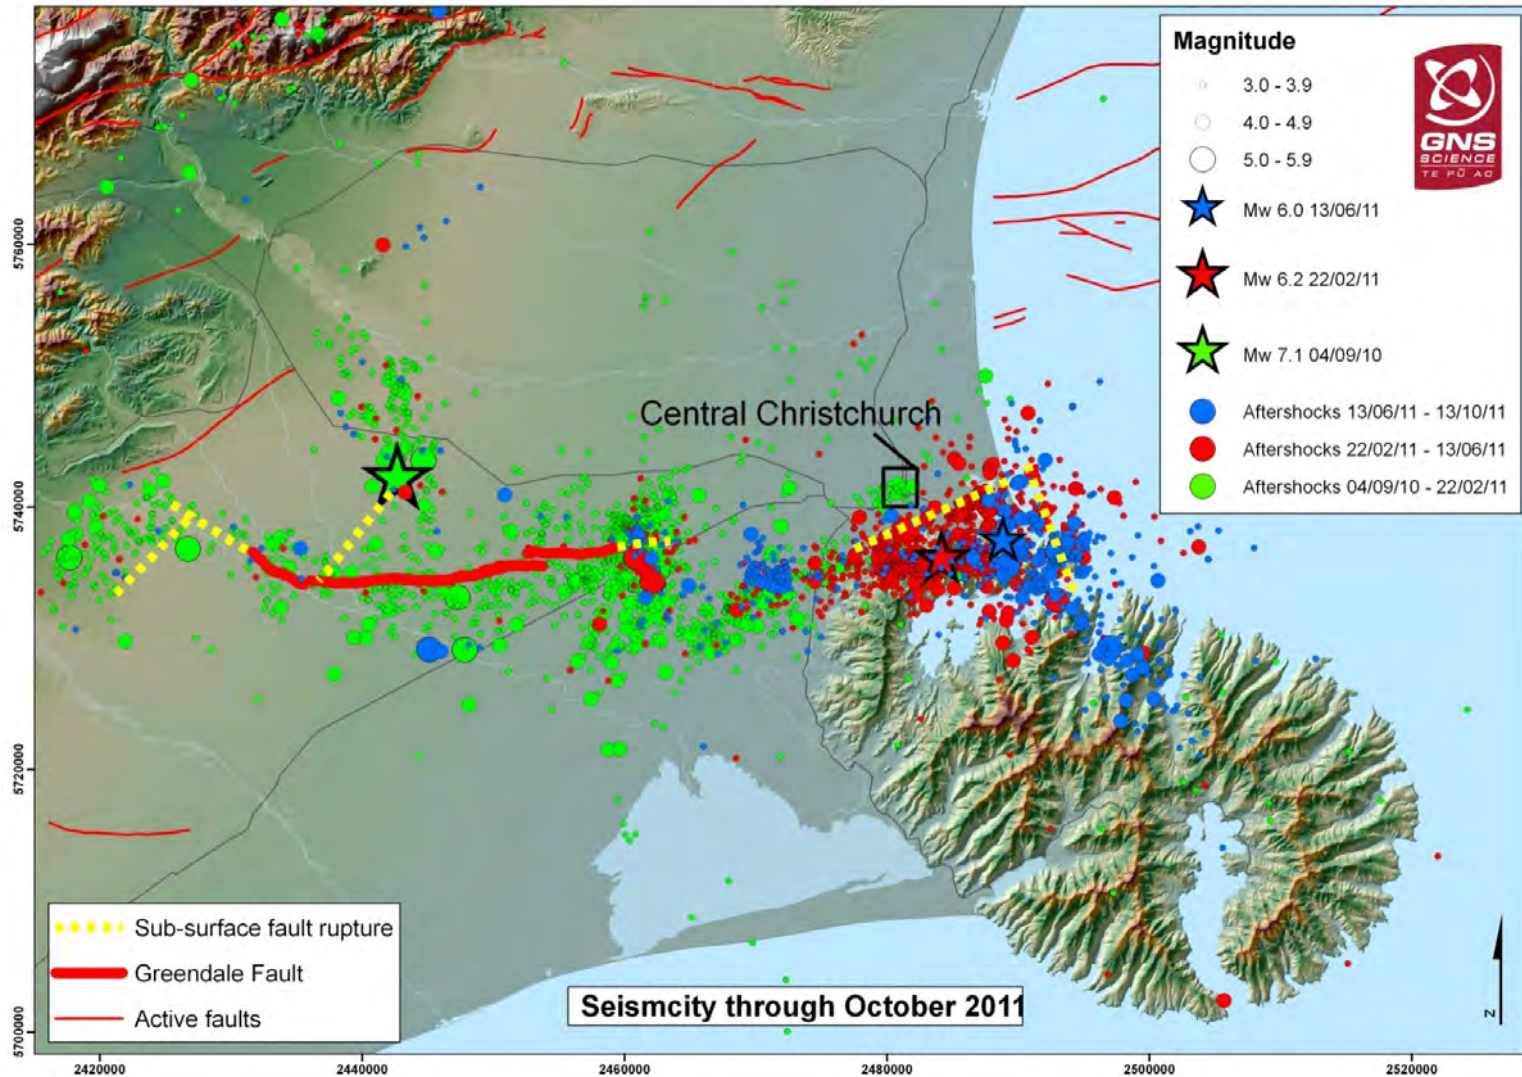 Magnitude
3.0 - 3.9
4.0 - 4.9
5.0 - 5.9
Mw 6.0 13/06/11
Mw 6.2 22/02/11
Mw 7.1 04/09/10
Aftershocks 13/06/11 - 13/10/11
Aftershocks 22/02/11 - 13/06/11
Aftershocks 04/09/10 - 22/02/11
GNS
SCIENCE
TE PŪ AO
Central Christchurch
Sub-surface fault rupture
Greendale Fault
Active faults
Seismcity through October 2011
N
5760000
5740000
5720000
5700000
2420000
2440000
2460000
2480000
2500000
2520000